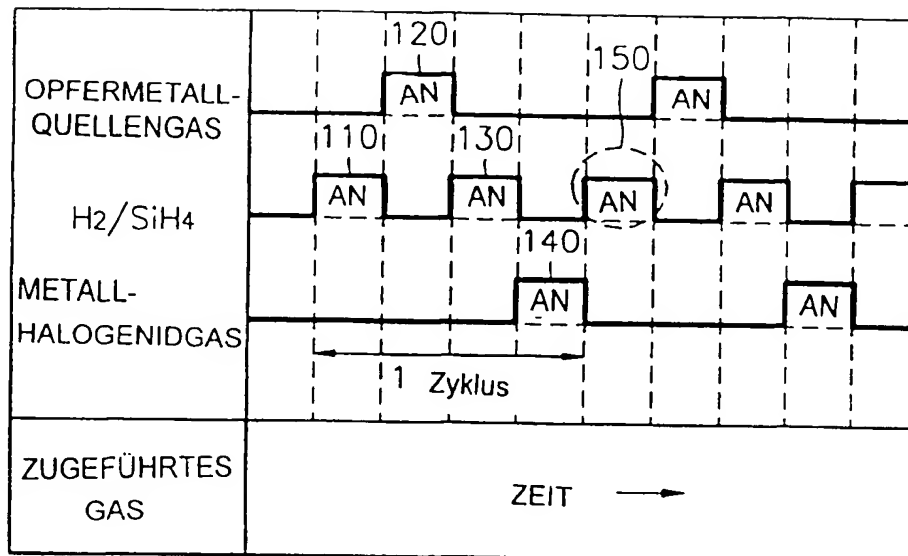 120
150
OPFERMETALL-
QUELLENGAS
AN
AN
110
130
H2/SiH4
AN
AN
AN
AN
140
METALL-
HALOGENIDGAS
AN
AN
1 Zyklus
ZUGEFÜHRTES
GAS
ZEIT